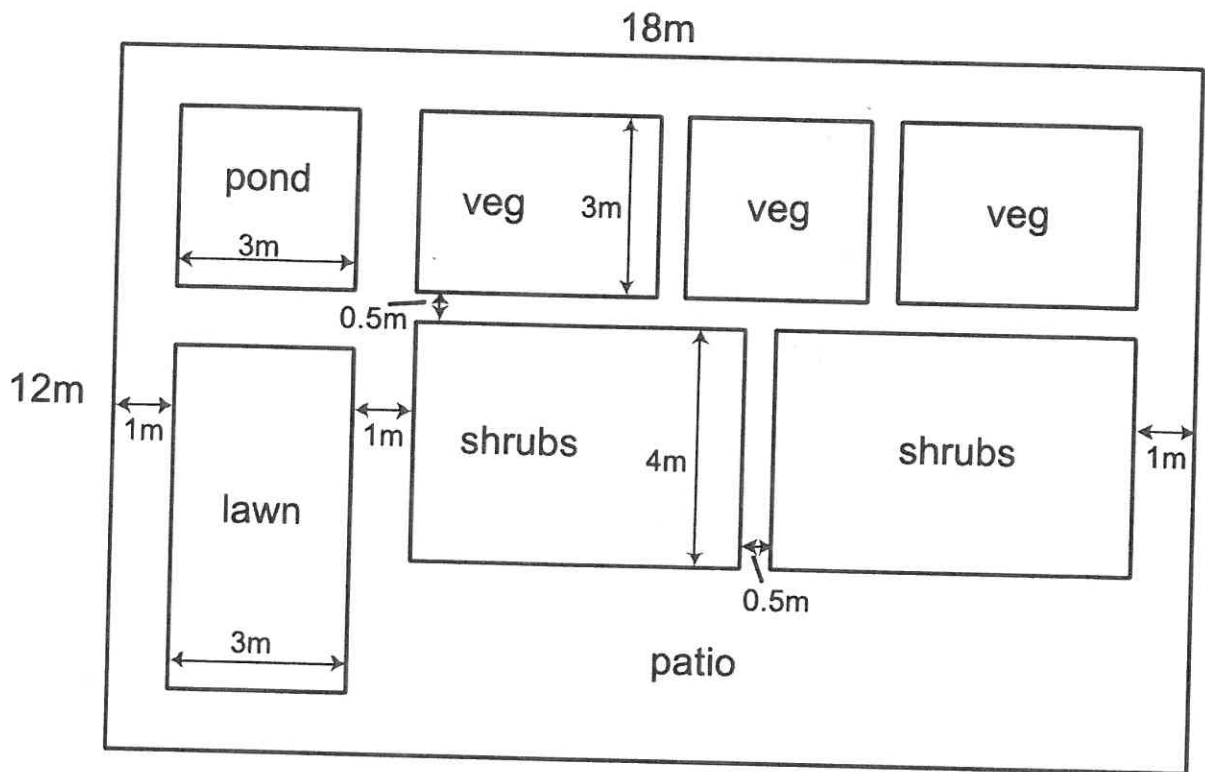 18m
pond
veg
3m
veg
veg
3m
0.5m
12m
1m
1m
shrubs
4m
shrubs
1m
lawn
0.5m
3m
patio